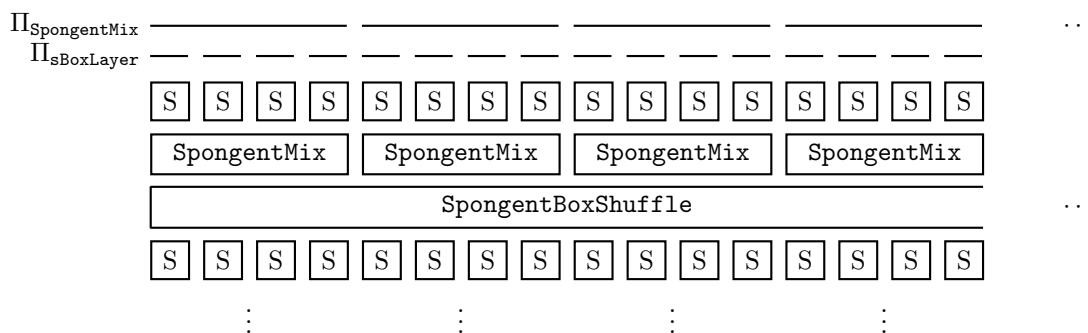 Π_SpongentMix ··
Π_sBoxLayer
S S S S S S S S S S S S S S S S
SpongentMix SpongentMix SpongentMix SpongentMix
SpongentBoxShuffle ··
S S S S S S S S S S S S S S S S
⋮ ⋮ ⋮ ⋮